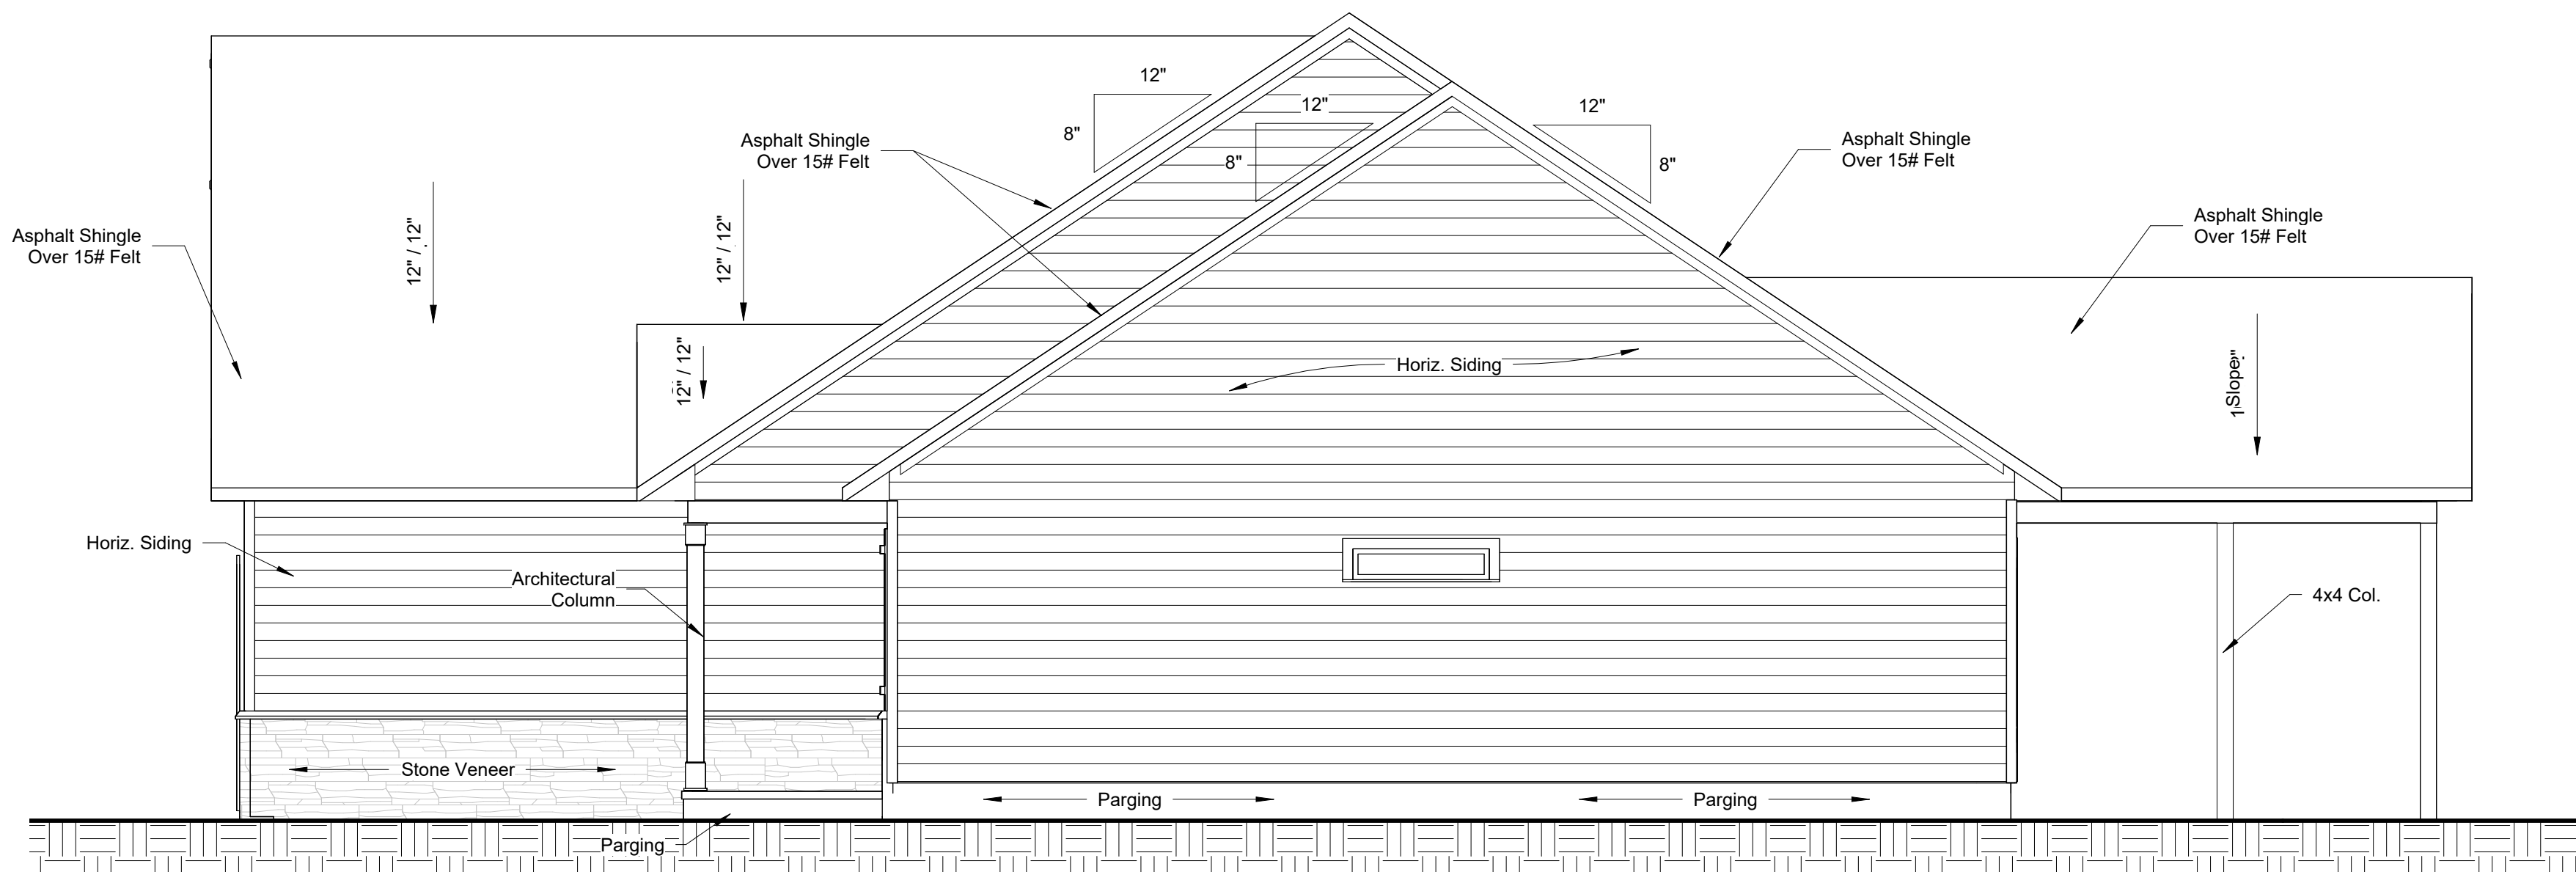 12"
8"
12"
8"
12"
8"
Asphalt Shingle
Over 15# Felt
Asphalt Shingle
Over 15# Felt
Asphalt Shingle
Over 15# Felt
Asphalt Shingle
Over 15# Felt
12" / 12"
12" / 12"
12" / 12"
Slope
Horiz. Siding
Horiz. Siding
Architectural
Column
4x4 Col.
Stone Veneer
Parging
Parging
Parging